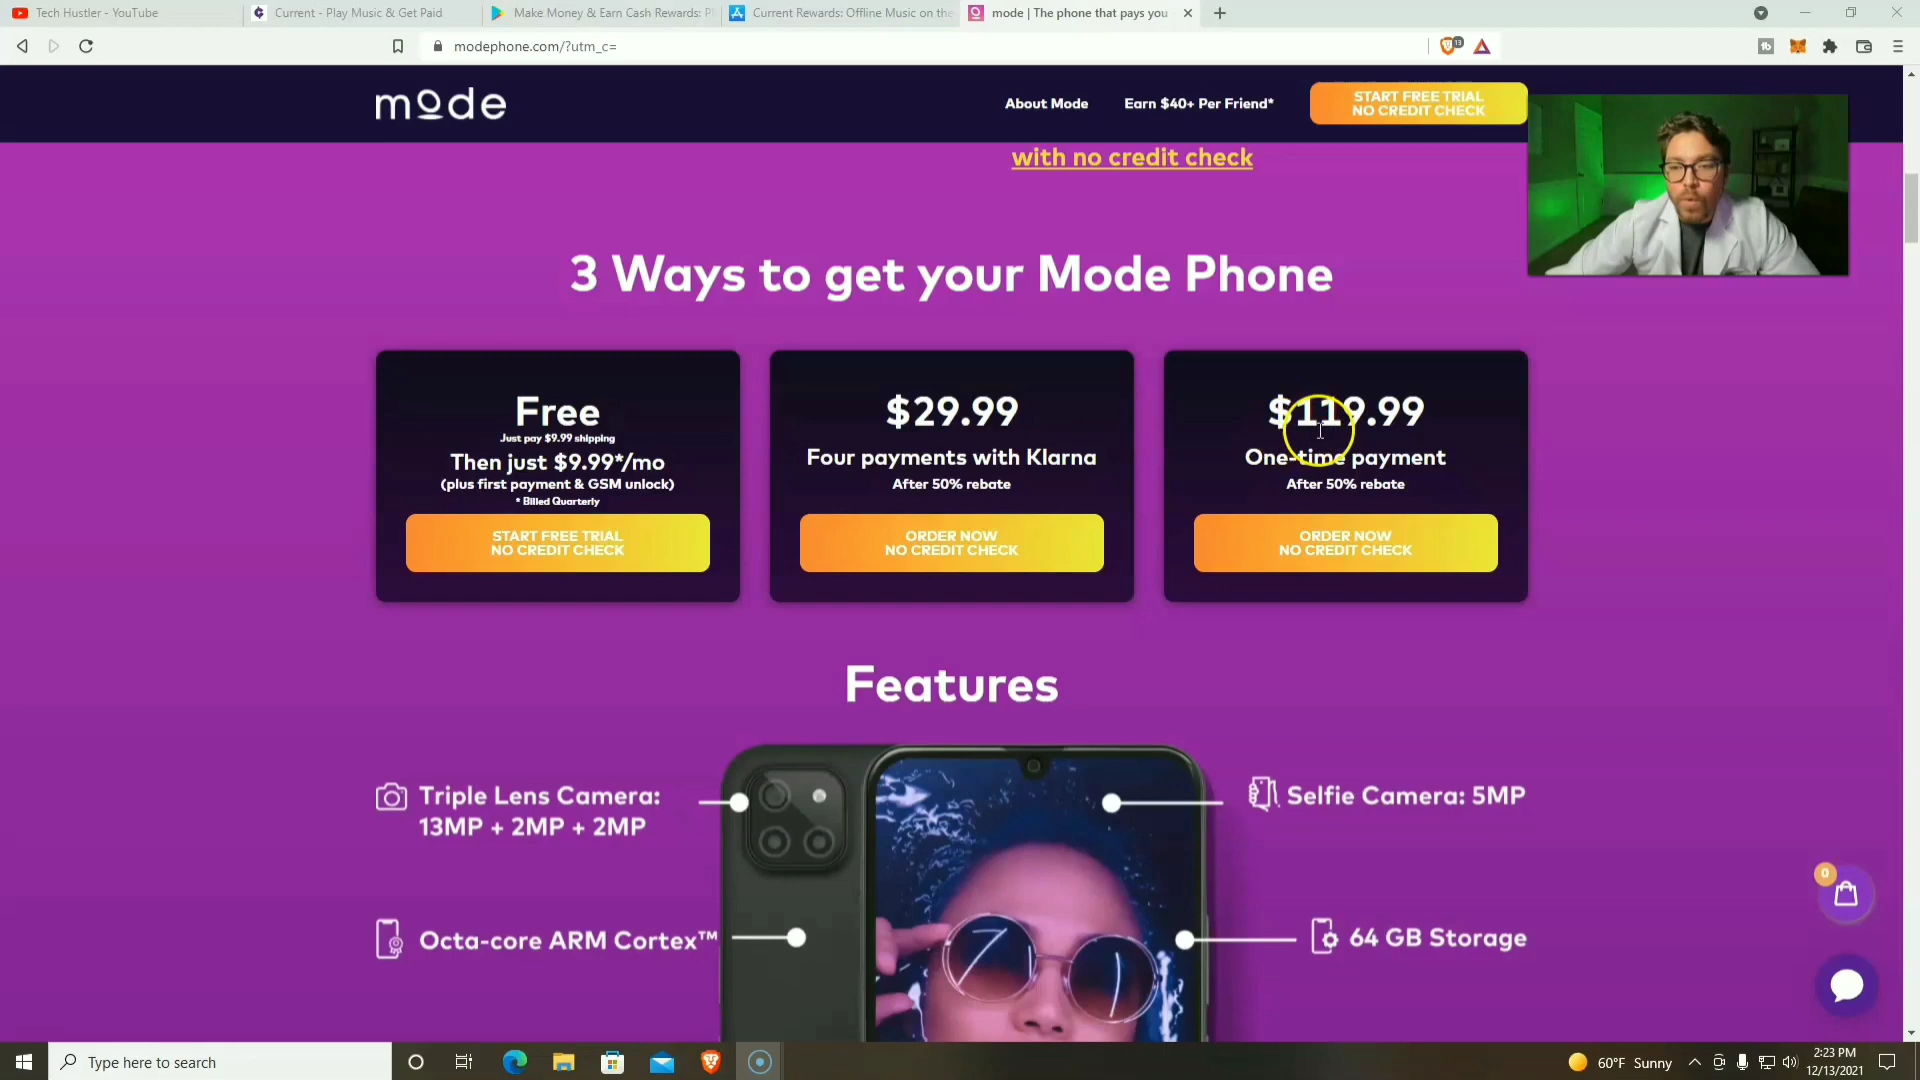 Tech Hustler - YouTube
Current - Play Music & Get Paid
Make Money & Earn Cash Rewards: Pl
Current Rewards: Offline Music on the
mode | The phone that pays you
modephone.com/?utm_c=
13
mode
About Mode
Earn $40+ Per Friend*
START FREE TRIAL
NO CREDIT CHECK
with no credit check
3 Ways to get your Mode Phone
Free
Just pay $9.99 shipping
Then just $9.99*/mo
(plus first payment & GSM unlock)
* Billed Quarterly
START FREE TRIAL
NO CREDIT CHECK
$29.99
Four payments with Klarna
After 50% rebate
ORDER NOW
NO CREDIT CHECK
$119.99
One-time payment
After 50% rebate
ORDER NOW
NO CREDIT CHECK
Features
Triple Lens Camera:
13MP + 2MP + 2MP
Selfie Camera: 5MP
Octa-core ARM Cortex™
64 GB Storage
0
Type here to search
60°F Sunny
2:23 PM
12/13/2021